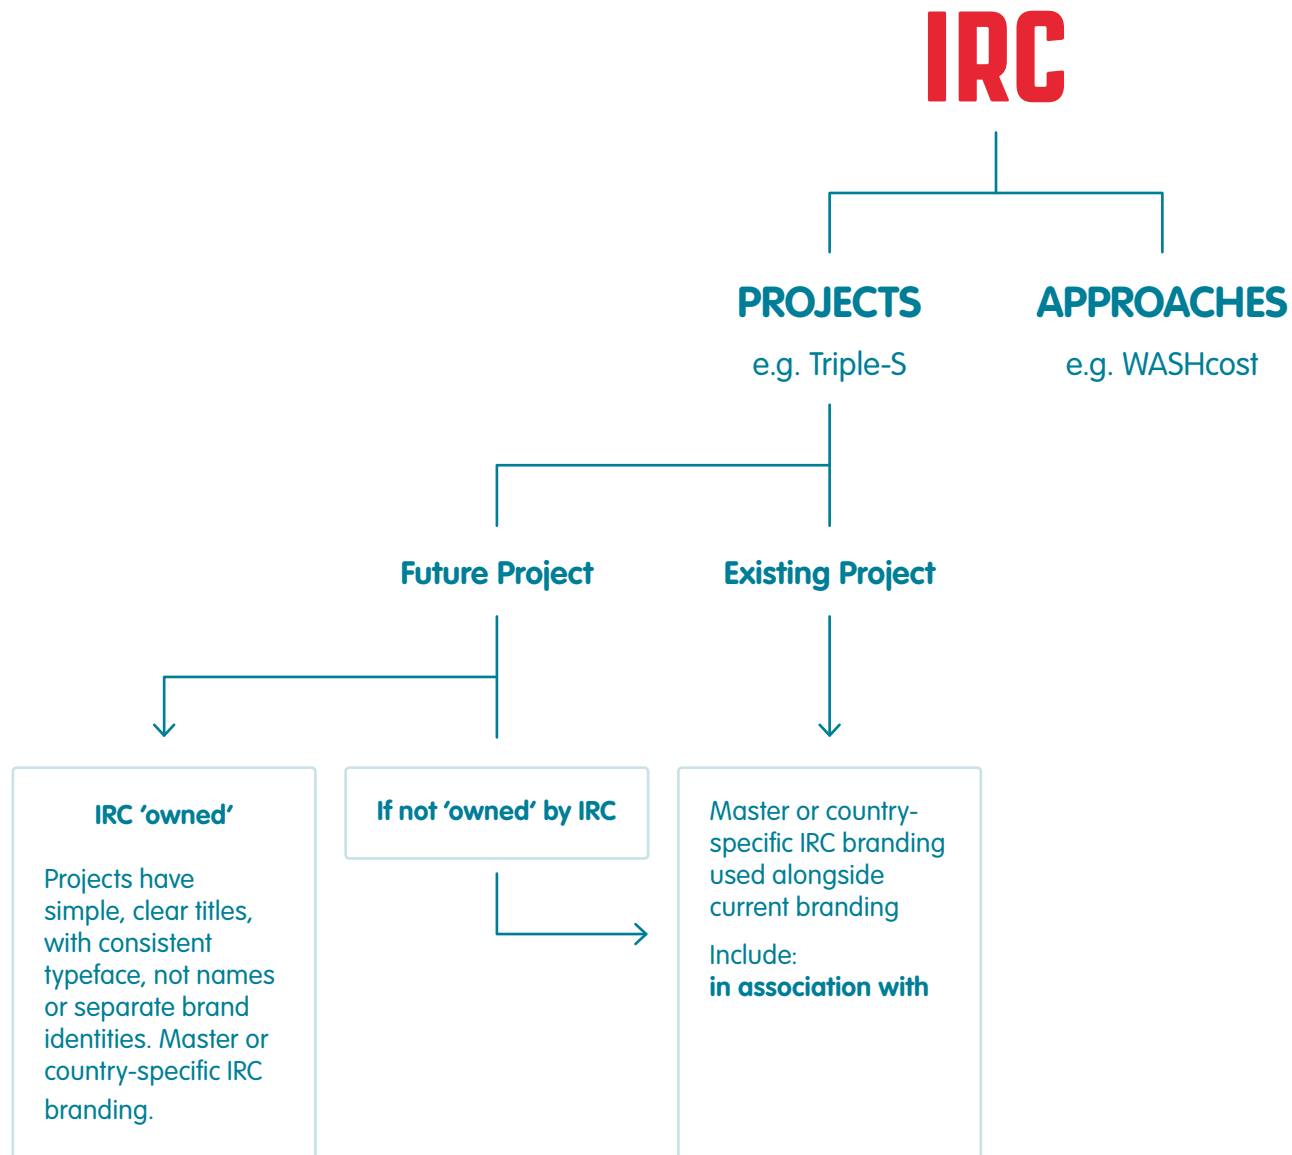 IRC
PROJECTS
e.g. Triple-S
APPROACHES
e.g. WASHcost
Future Project
Existing Project
IRC ‘owned’
Projects have
simple, clear titles,
with consistent
typeface, not names
or separate brand
identities. Master or
country-specific IRC
branding.
If not ‘owned’ by IRC
Master or country-
specific IRC branding
used alongside
current branding
Include:
in association with